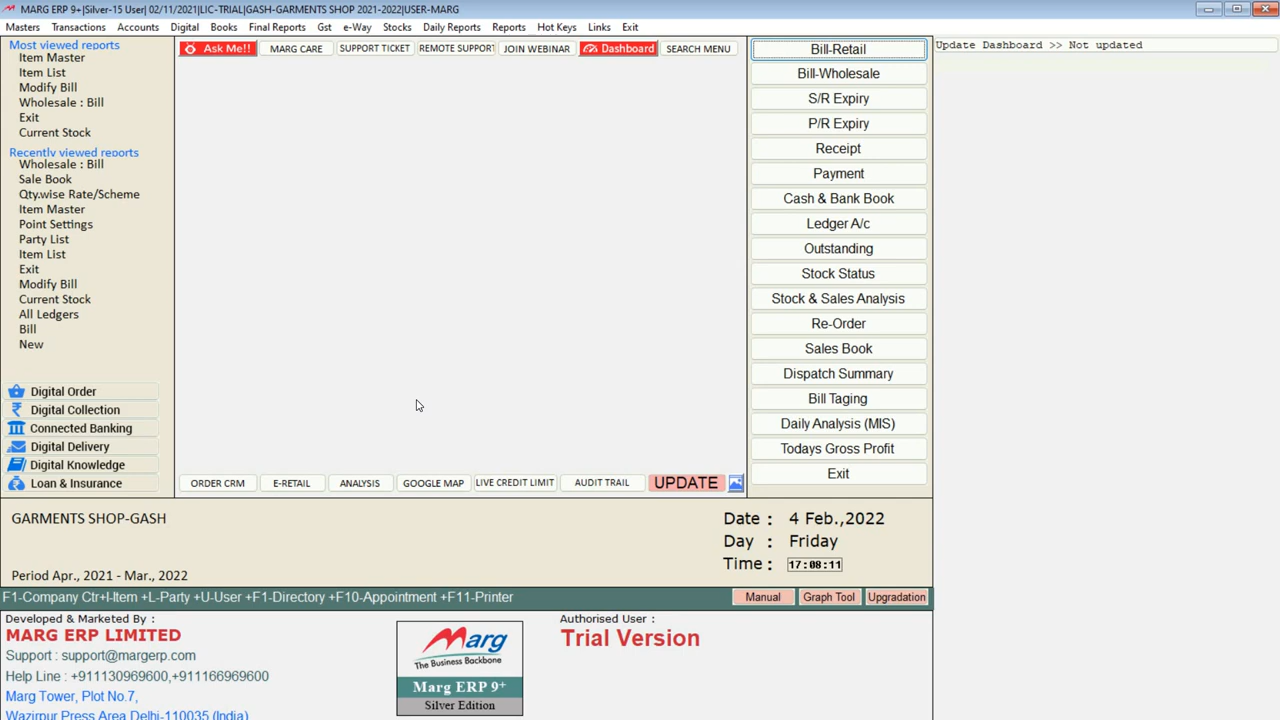 MARG ERP 9+|Silver-15 User| 02/11/2021|LIC-TRIAL|GASH-GARMENTS SHOP 2021-2022|USER-MARG
Masters Transactions Accounts Digital Books Final Reports Gst e-Way Stocks Daily Reports Reports Hot Keys Links Exit
Most viewed reports
Item Master
Item List
Modify Bill
Wholesale : Bill
Exit
Current Stock
Recently viewed reports
Wholesale : Bill
Sale Book
Qty.wise Rate/Scheme
Item Master
Point Settings
Party List
Item List
Exit
Modify Bill
Current Stock
All Ledgers
Bill
New
Digital Order
Digital Collection
Connected Banking
Digital Delivery
Digital Knowledge
Loan & Insurance
Ask Me!! MARG CARE SUPPORT TICKET REMOTE SUPPORT JOIN WEBINAR Dashboard SEARCH MENU
ORDER CRM E-RETAIL ANALYSIS GOOGLE MAP LIVE CREDIT LIMIT AUDIT TRAIL UPDATE
Bill-Retail
Bill-Wholesale
S/R Expiry
P/R Expiry
Receipt
Payment
Cash & Bank Book
Ledger A/c
Outstanding
Stock Status
Stock & Sales Analysis
Re-Order
Sales Book
Dispatch Summary
Bill Taging
Daily Analysis (MIS)
Todays Gross Profit
Exit
Update Dashboard >> Not updated
GARMENTS SHOP-GASH
Period Apr., 2021 - Mar., 2022
Date : 4 Feb.,2022
Day : Friday
Time : 17:08:11
F1-Company Ctr+I-Item +L-Party +U-User +F1-Directory +F10-Appointment +F11-Printer
Manual Graph Tool Upgradation
Developed & Marketed By :
MARG ERP LIMITED
Support : support@margerp.com
Help Line : +911130969600,+911166969600
Marg Tower, Plot No.7,
Wazirpur Press Area Delhi-110035 (India)
Marg
The Business Backbone
Marg ERP 9+
Silver Edition
Authorised User :
Trial Version